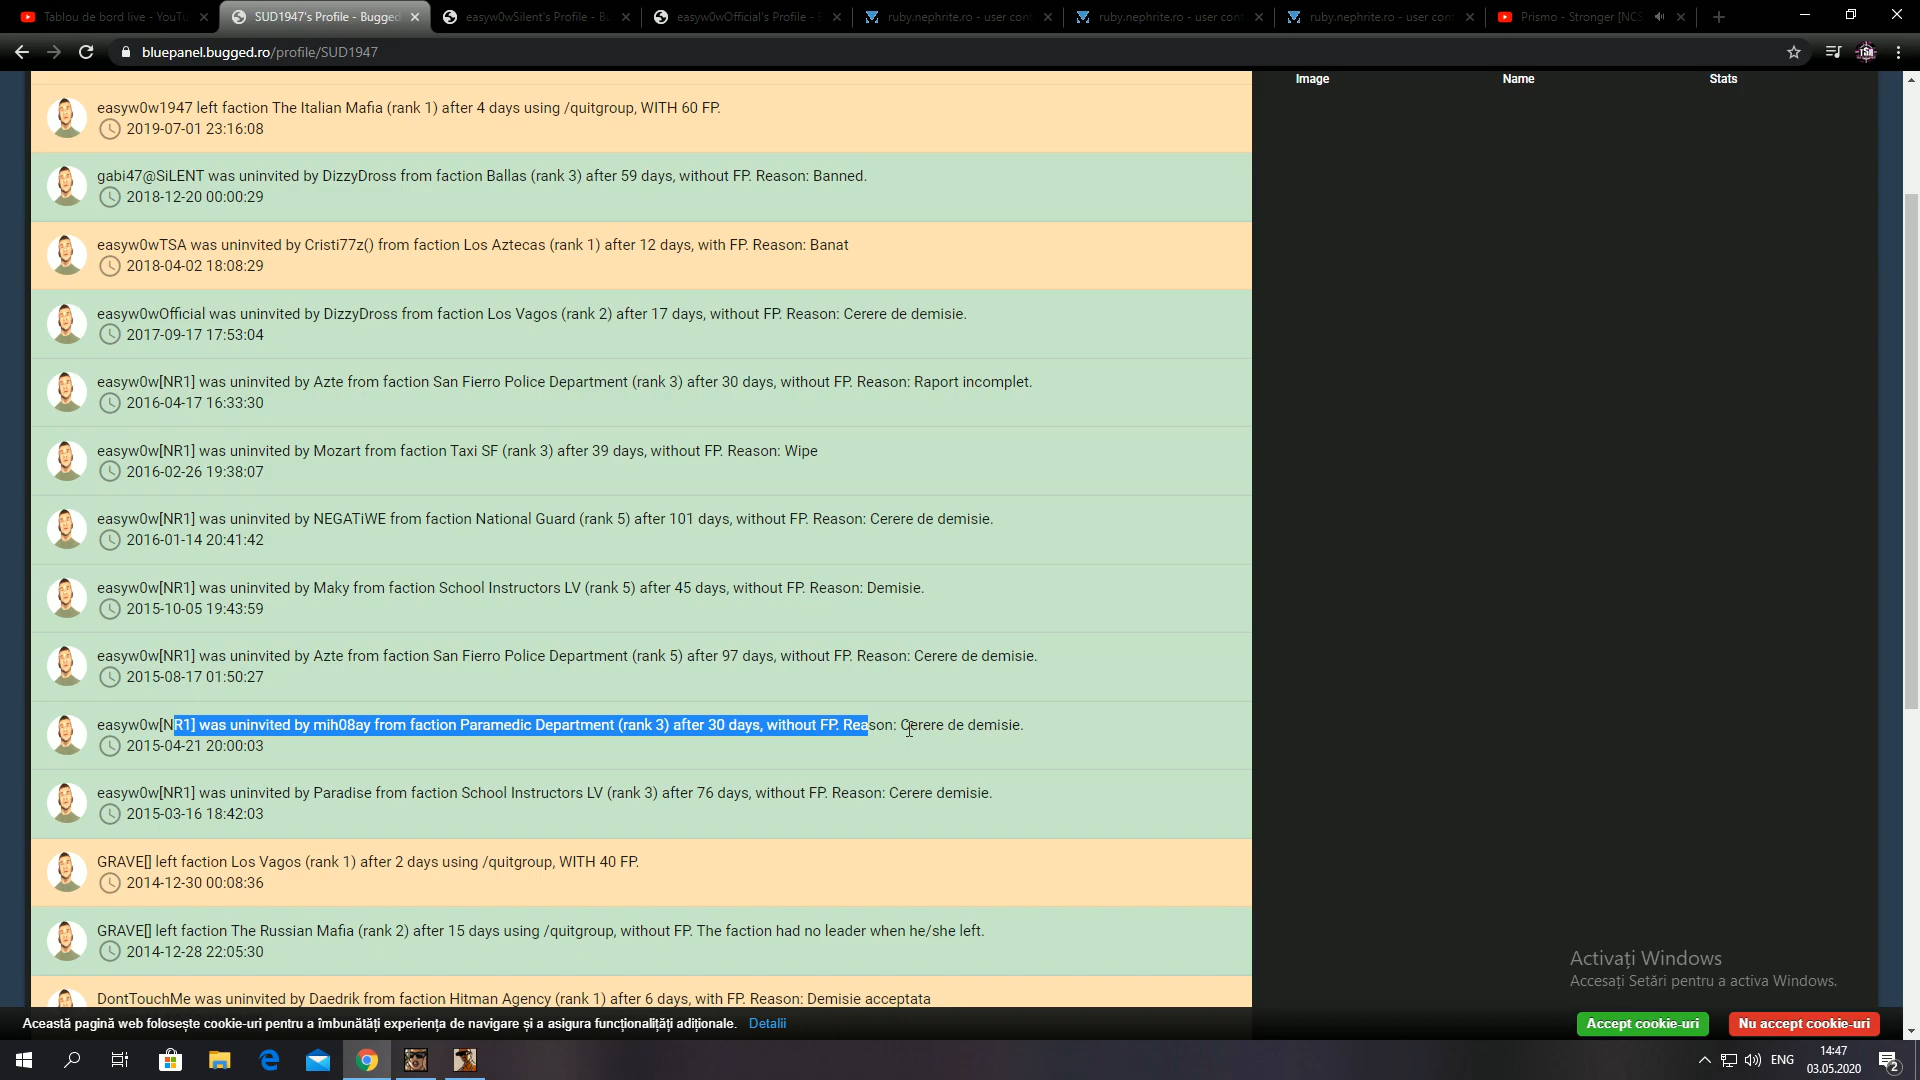 Tablou de bord live - YouTu
SUD1947's Profile - Bugged
easyw0wSilent's Profile - Bu
easyw0wOfficial's Profile - B
ruby.nephrite.ro - user cont
ruby.nephrite.ro - user cont
ruby.nephrite.ro - user cont
Prismo - Stronger [NCS
bluepanel.bugged.ro/profile/SUD1947
Image Name Stats
easyw0w1947 left faction The Italian Mafia (rank 1) after 4 days using /quitgroup, WITH 60 FP.
2019-07-01 23:16:08
gabi47@SiLENT was uninvited by DizzyDross from faction Ballas (rank 3) after 59 days, without FP. Reason: Banned.
2018-12-20 00:00:29
easyw0wTSA was uninvited by Cristi77z() from faction Los Aztecas (rank 1) after 12 days, with FP. Reason: Banat
2018-04-02 18:08:29
easyw0wOfficial was uninvited by DizzyDross from faction Los Vagos (rank 2) after 17 days, without FP. Reason: Cerere de demisie.
2017-09-17 17:53:04
easyw0w[NR1] was uninvited by Azte from faction San Fierro Police Department (rank 3) after 30 days, without FP. Reason: Raport incomplet.
2016-04-17 16:33:30
easyw0w[NR1] was uninvited by Mozart from faction Taxi SF (rank 3) after 39 days, without FP. Reason: Wipe
2016-02-26 19:38:07
easyw0w[NR1] was uninvited by NEGATiWE from faction National Guard (rank 5) after 101 days, without FP. Reason: Cerere de demisie.
2016-01-14 20:41:42
easyw0w[NR1] was uninvited by Maky from faction School Instructors LV (rank 5) after 45 days, without FP. Reason: Demisie.
2015-10-05 19:43:59
easyw0w[NR1] was uninvited by Azte from faction San Fierro Police Department (rank 5) after 97 days, without FP. Reason: Cerere de demisie.
2015-08-17 01:50:27
easyw0w[NR1] was uninvited by mih08ay from faction Paramedic Department (rank 3) after 30 days, without FP. Reason: Cerere de demisie.
2015-04-21 20:00:03
easyw0w[NR1] was uninvited by Paradise from faction School Instructors LV (rank 3) after 76 days, without FP. Reason: Cerere demisie.
2015-03-16 18:42:03
GRAVE[] left faction Los Vagos (rank 1) after 2 days using /quitgroup, WITH 40 FP.
2014-12-30 00:08:36
GRAVE[] left faction The Russian Mafia (rank 2) after 15 days using /quitgroup, without FP. The faction had no leader when he/she left.
2014-12-28 22:05:30
DontTouchMe was uninvited by Daedrik from faction Hitman Agency (rank 1) after 6 days, with FP. Reason: Demisie acceptata
Activați Windows
Accesați Setări pentru a activa Windows.
Această pagină web folosește cookie-uri pentru a îmbunătăți experiența de navigare și a asigura funcționalități adiționale. Detalii
Accept cookie-uri
Nu accept cookie-uri
ENG
14:47
03.05.2020
2